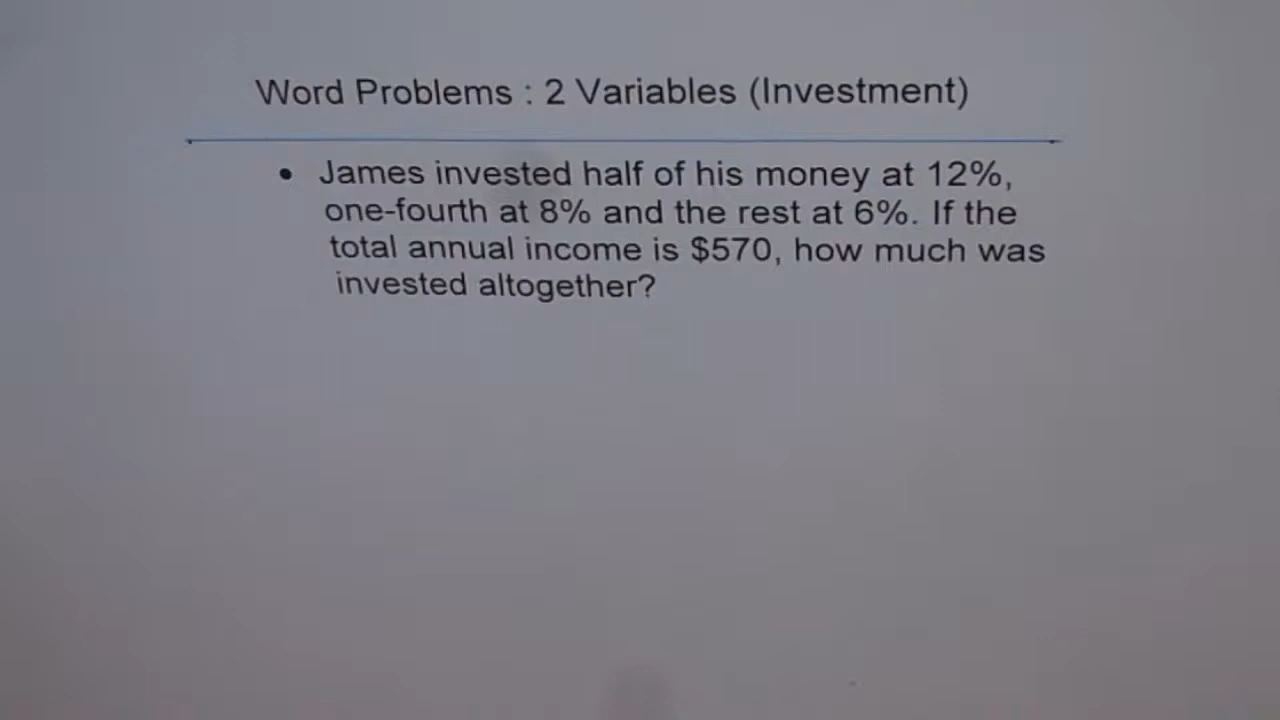 Word Problems : 2 Variables (Investment)
• James invested half of his money at 12%,
one-fourth at 8% and the rest at 6%. If the
total annual income is $570, how much was
invested altogether?